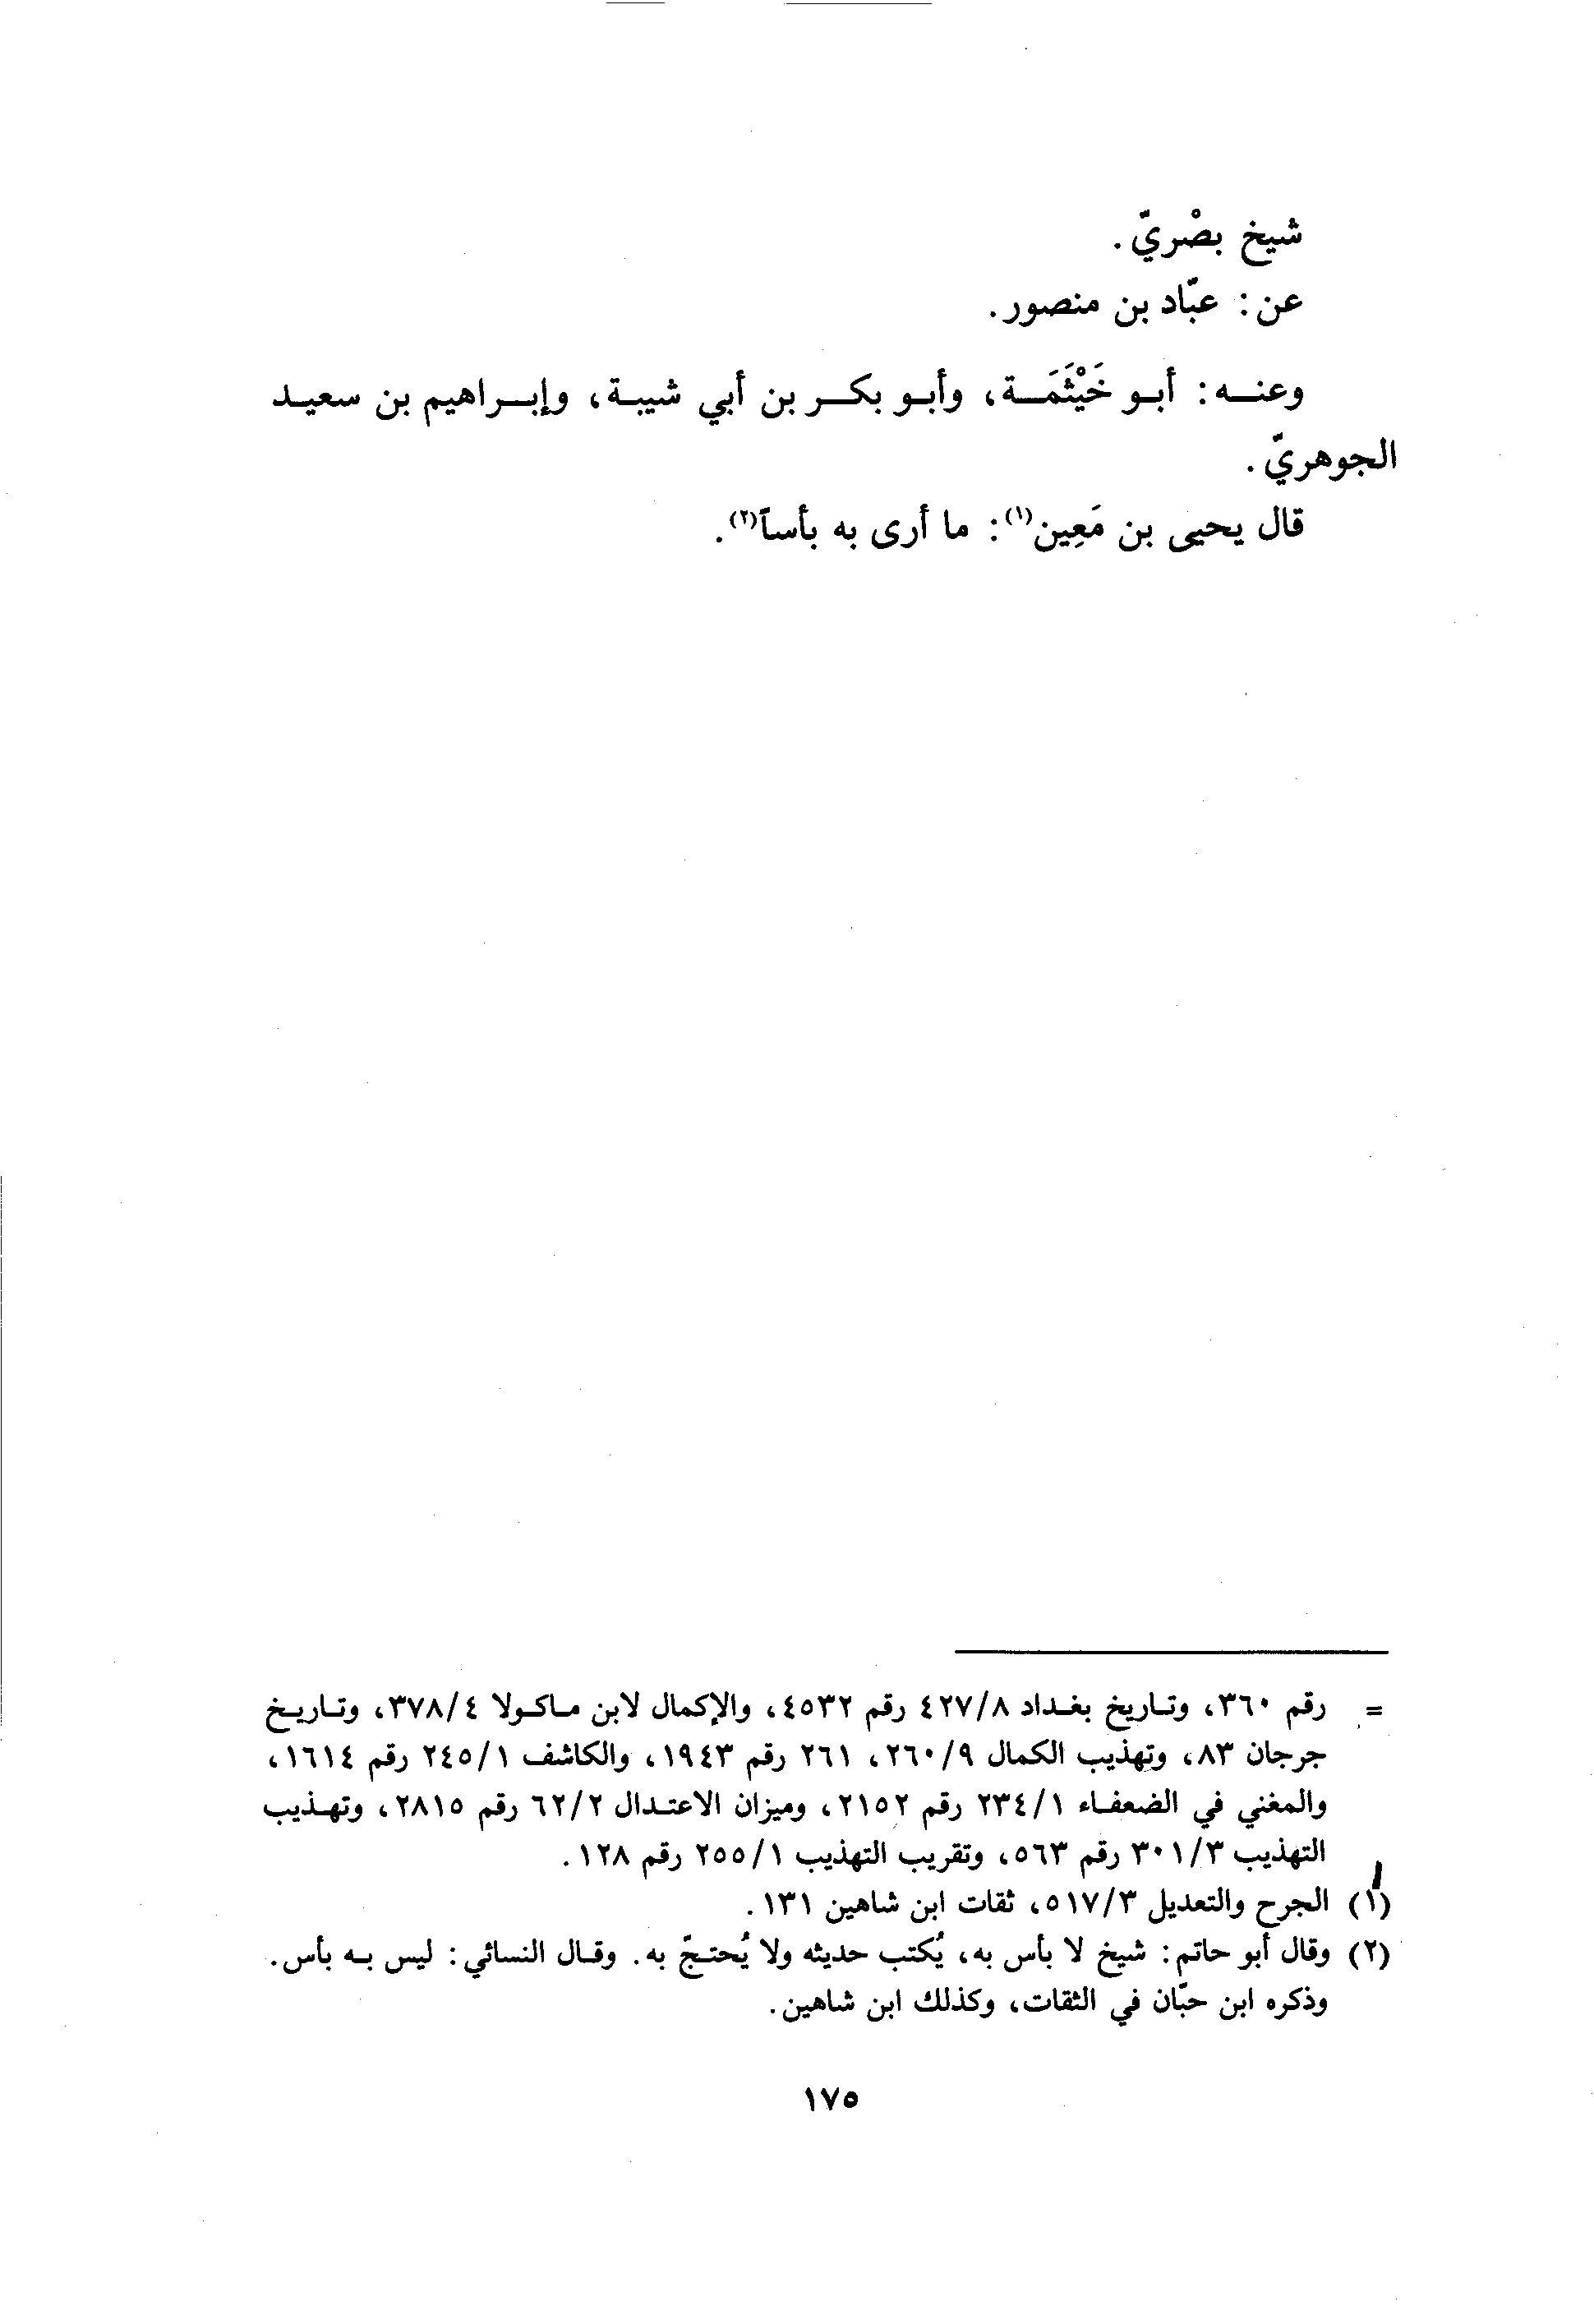 شيخ بصْريّ.
عن: عبّاد بن منصور.
وعنه: أبو خَيْثَمَة، وأبو بكر بن أبي شيبة، وإبراهيم بن سعيد
الجوهريّ.
قال يحيى بن مَعِين(١): ما أرى به بأساً(٢).
= رقم ٣٦٠، وتاريخ بغداد ٤٢٧/٨ رقم ٤٥٣٢، والإكمال لابن ماكولا ٣٧٨/٤، وتاريخ
جرجان ٨٣، وتهذيب الكمال ٢٦٠/٩، ٢٦١ رقم ١٩٤٣، والكاشف ٢٤٥/١ رقم ١٦١٤،
والمغني في الضعفاء ٢٣٤/١ رقم ٢١٥٢، وميزان الاعتدال ٦٢/٢ رقم ٢٨١٥، وتهذيب
التهذيب ٣٠١/٣ رقم ٥٦٣، وتقريب التهذيب ٢٥٥/١ رقم ١٢٨.
(١) الجرح والتعديل ٥١٧/٣، ثقات ابن شاهين ١٣١.
(٢) وقال أبو حاتم: شيخ لا بأس به، يُكتب حديثه ولا يُحتجّ به. وقال النسائي: ليس به بأس.
وذكره ابن حبّان في الثقات، وكذلك ابن شاهين.
١٧٥